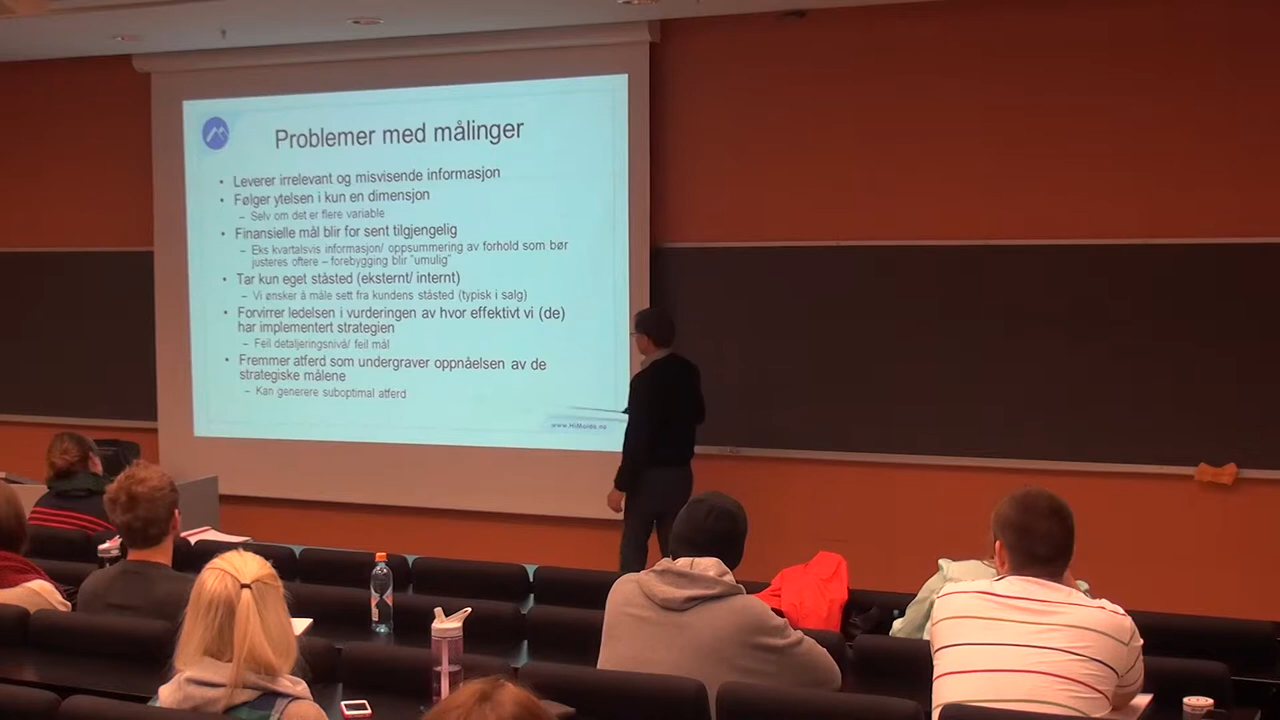 Problemer med målinger
• Leverer irrelevant og misvisende informasjon
• Følger ytelsen i kun en dimensjon
– Selv om det er flere variable
• Finansielle mål blir for sent tilgjengelig
– Eks kvartalsvis informasjon/ oppsummering av forhold som bør
justeres oftere – forebygging blir "umulig"
• Tar kun eget ståsted (eksternt/ internt)
– Vi ønsker å måle sett fra kundens ståsted (typisk i salg)
• Forvirrer ledelsen i vurderingen av hvor effektivt vi (de)
har implementert strategien
– Feil detaljeringsnivå/ feil mål
• Fremmer atferd som undergraver oppnåelsen av de
strategiske målene
– Kan generere suboptimal atferd